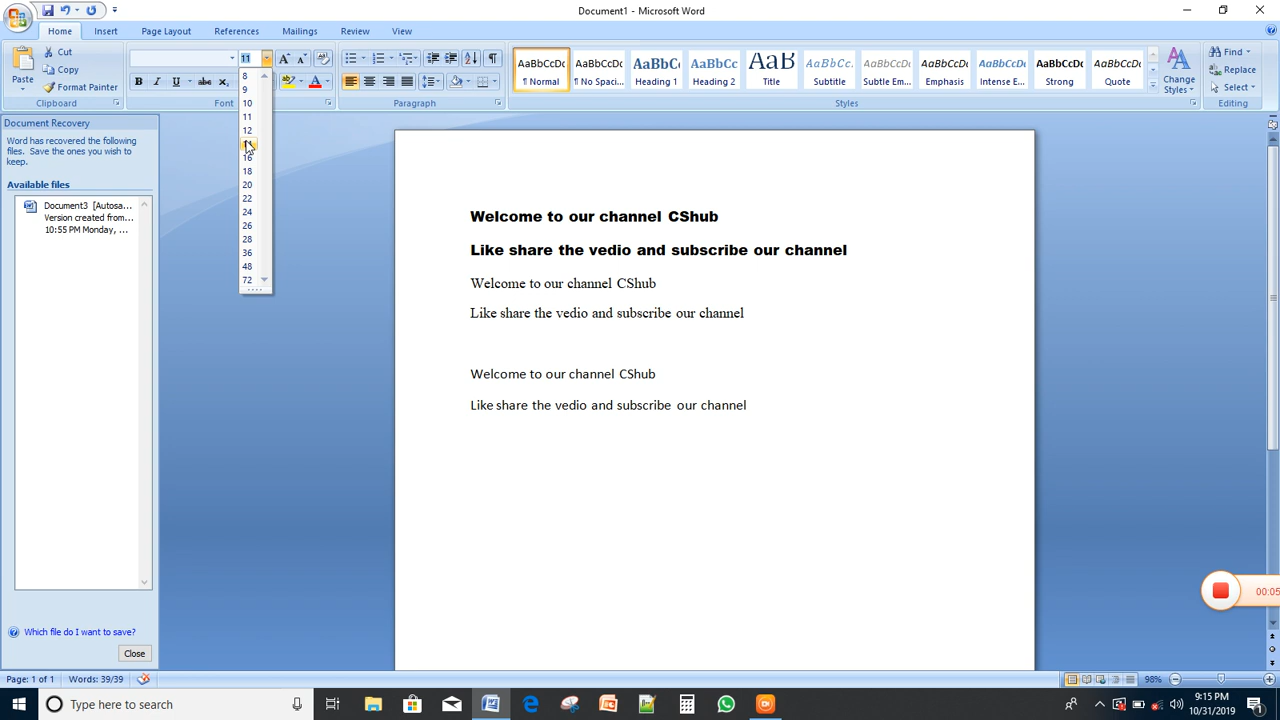 Document1 - Microsoft Word
Home Insert Page Layout References Mailings Review View
Cut
Copy
Format Painter
Paste
Clipboard
11
Font
Paragraph
AaBbCcDc AaBbCcDc AaBbCc AaBbCc AaB AaBbCc. AaBbCcDc AaBbCcDc AaBbCcDc AaBbCcDc AaBbCcDc
¶ Normal ¶ No Spaci... Heading 1 Heading 2 Title Subtitle Subtle Em... Emphasis Intense E... Strong Quote
Change
Styles
Styles
Find
Replace
Select
Editing
8
9
10
11
12
16
18
20
22
24
26
28
36
48
72
Document Recovery
Word has recovered the following
files. Save the ones you wish to
keep.
Available files
Document3 [Autosa...
Version created from...
10:55 PM Monday, ...
Which file do I want to save?
Close
Welcome to our channel CShub
Like share the vedio and subscribe our channel
Welcome to our channel CShub
Like share the vedio and subscribe our channel
Welcome to our channel CShub
Like share the vedio and subscribe our channel
00:05
Page: 1 of 1 Words: 39/39
98%
Type here to search
9:15 PM
10/31/2019